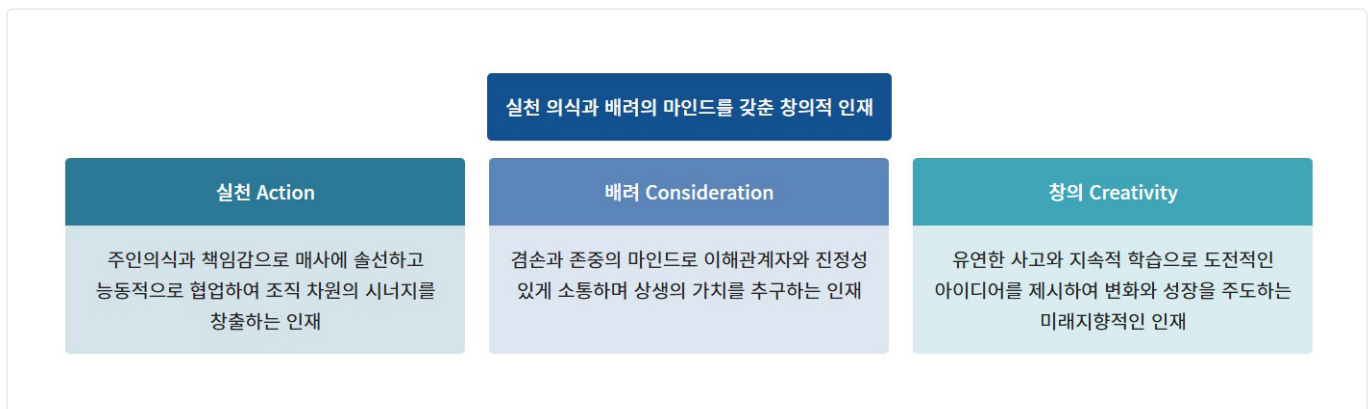 실천 의식과 배려의 마인드를 갖춘 창의적 인재
실천 Action
주인의식과 책임감으로 매사에 솔선하고
능동적으로 협업하여 조직 차원의 시너지를
창출하는 인재
배려 Consideration
겸손과 존중의 마인드로 이해관계자와 진정성
있게 소통하며 상생의 가치를 추구하는 인재
창의 Creativity
유연한 사고와 지속적 학습으로 도전적인
아이디어를 제시하여 변화와 성장을 주도하는
미래지향적인 인재